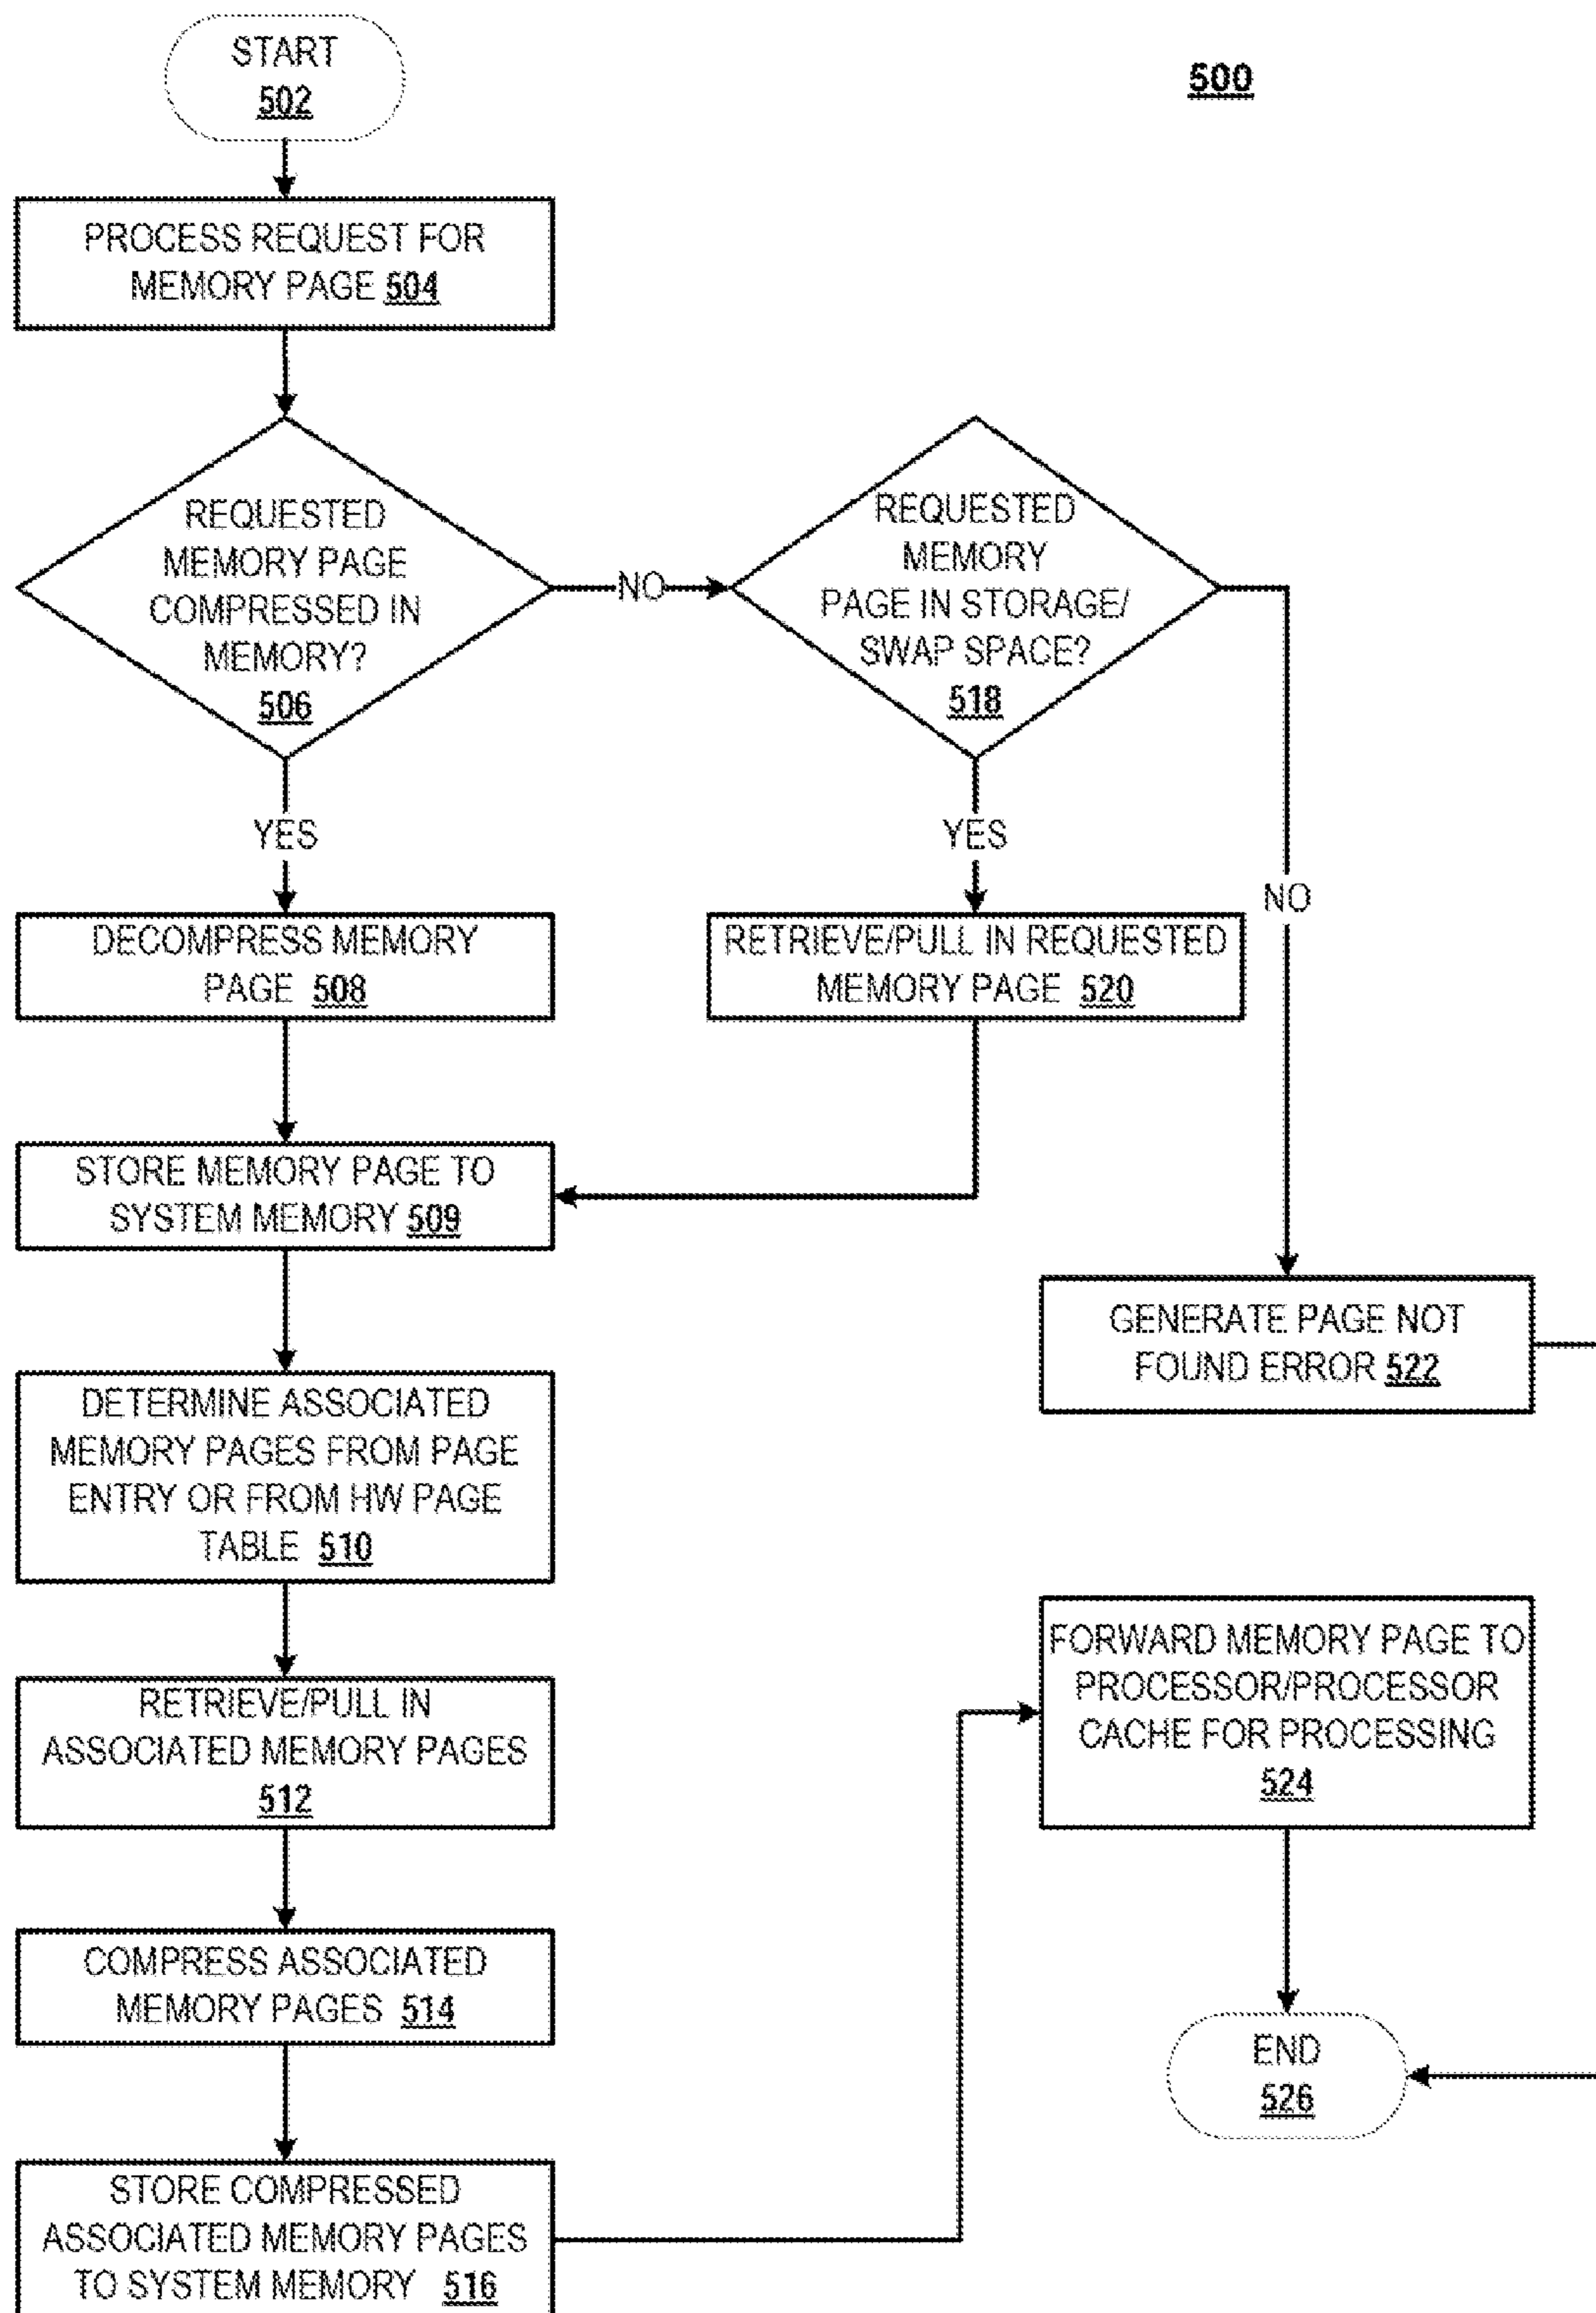 START
502
500
PROCESS REQUEST FOR
MEMORY PAGE 504
REQUESTED
MEMORY PAGE
COMPRESSED IN
MEMORY?
506
NO
REQUESTED
MEMORY
PAGE IN STORAGE/
SWAP SPACE?
518
YES
YES
NO
DECOMPRESS MEMORY
PAGE 508
RETRIEVE/PULL IN REQUESTED
MEMORY PAGE 520
STORE MEMORY PAGE TO
SYSTEM MEMORY 509
GENERATE PAGE NOT
FOUND ERROR 522
DETERMINE ASSOCIATED
MEMORY PAGES FROM PAGE
ENTRY OR FROM HW PAGE
TABLE 510
FORWARD MEMORY PAGE TO
PROCESSOR/PROCESSOR
CACHE FOR PROCESSING
524
RETRIEVE/PULL IN
ASSOCIATED MEMORY PAGES
512
COMPRESS ASSOCIATED
MEMORY PAGES 514
END
526
STORE COMPRESSED
ASSOCIATED MEMORY PAGES
TO SYSTEM MEMORY 516